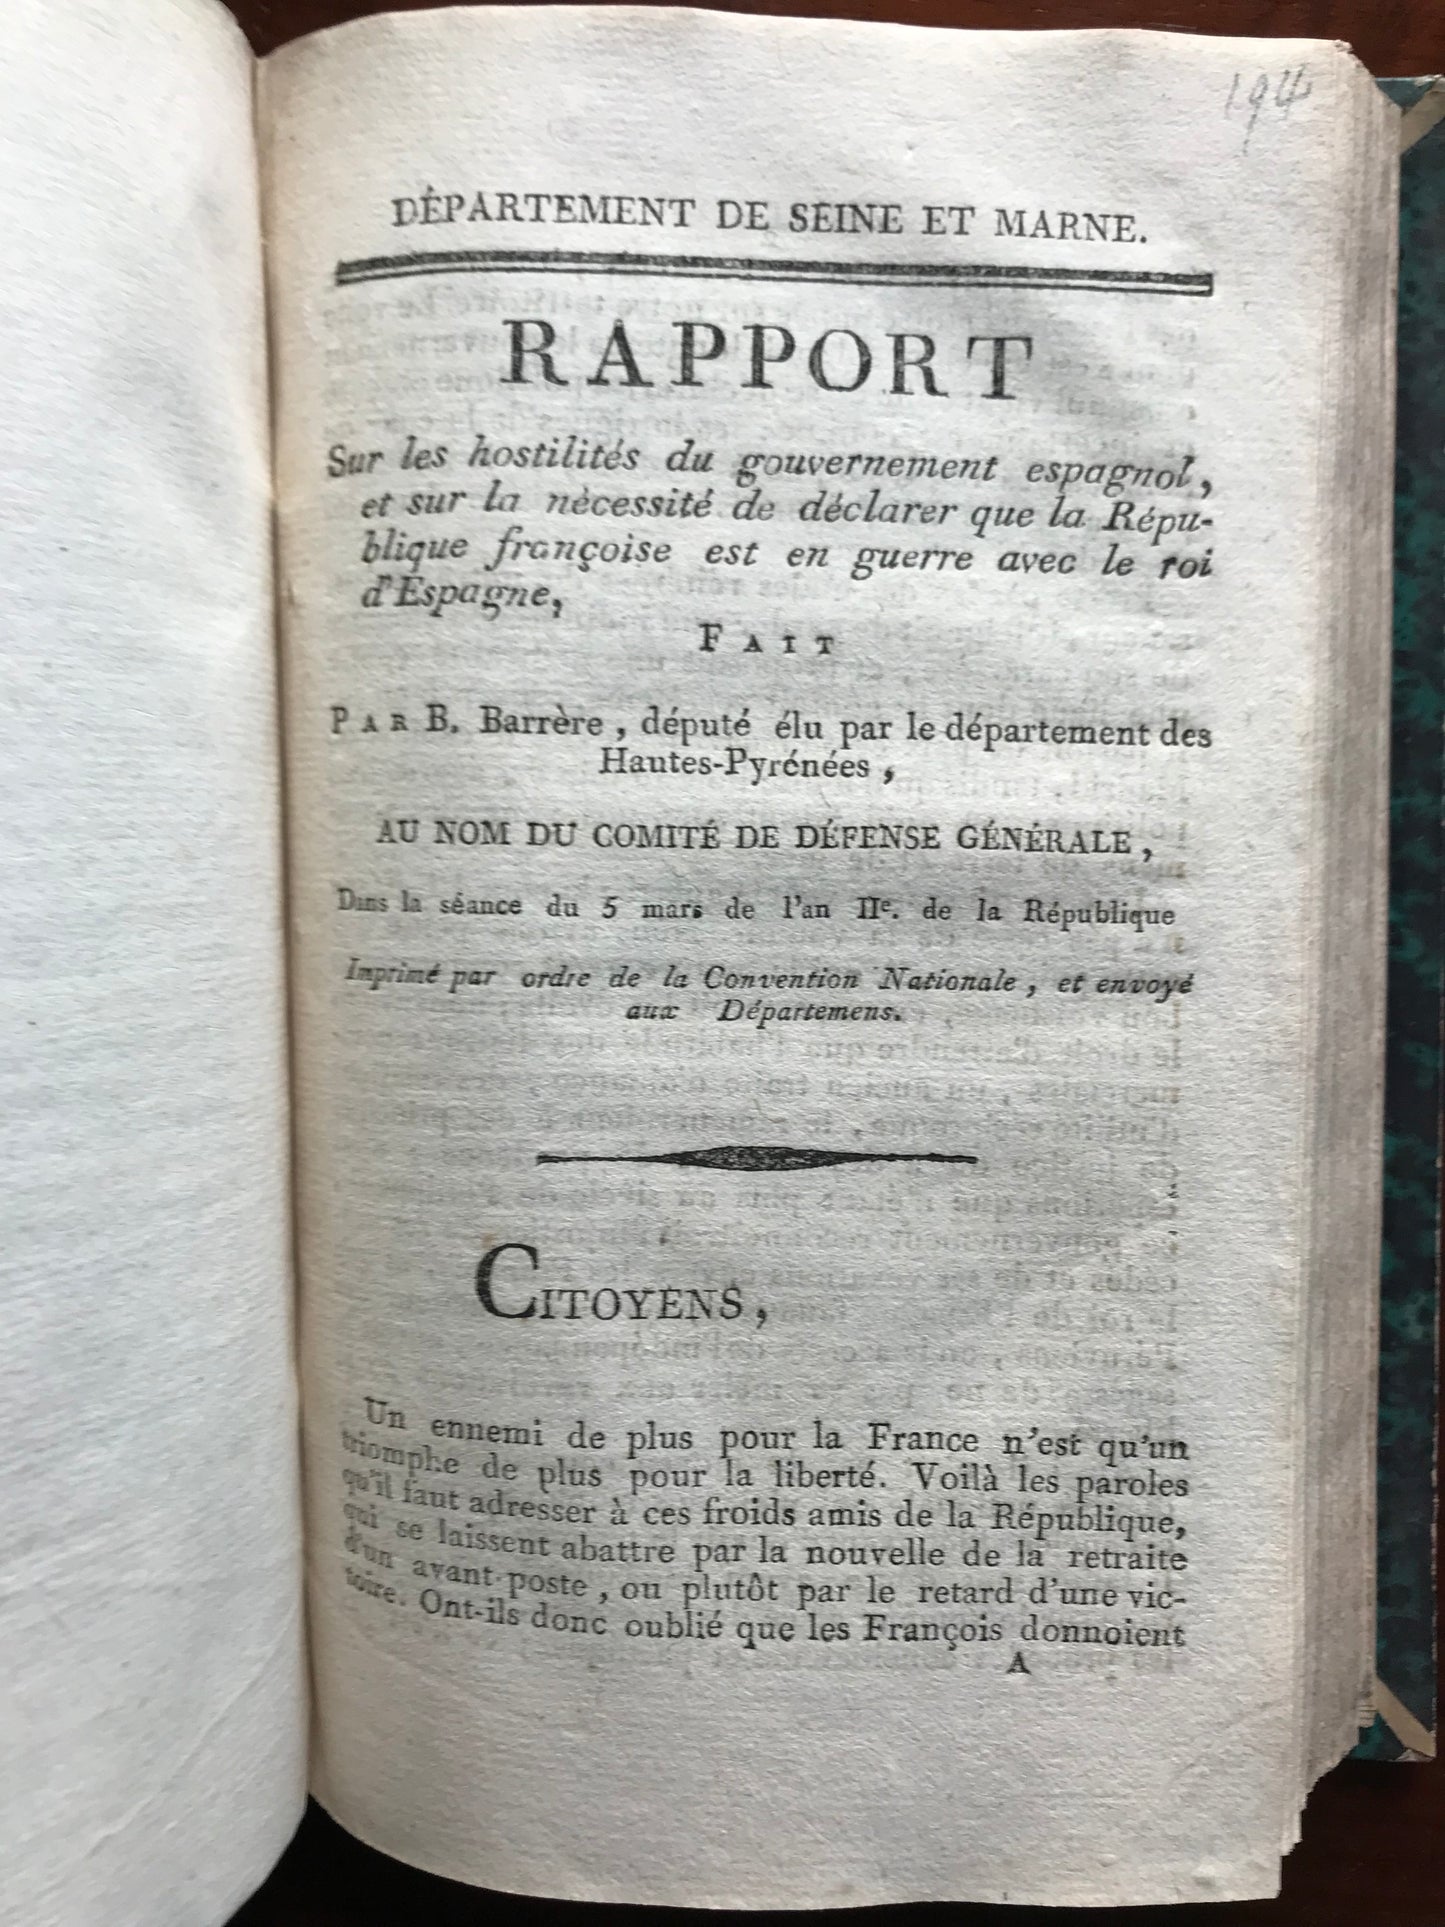 194
DÉPARTEMENT DE SEINE ET MARNE.
RAPPORT
Sur les hostilités du gouvernement espagnol,
et sur la nècessité de déclarer que la Répu-
blique françoise est en guerre avec le roi
d'Espagne,
FAIT
PAR B. Barrère, député élu par le département des
Hautes-Pyrénées,
AU NOM DU COMITÉ DE DÉFENSE GÉNÉRALE,
Dans la séance du 5 mars de l'an IIe. de la République
Imprimé par ordre de la Convention Nationale, et envoyé
aux Départemens.
CITOYENS,
Un ennemi de plus pour la France n'est qu'un
triomphe de plus pour la liberté. Voilà les paroles
qu'il faut adresser à ces froids amis de la République,
qui se laissent abattre par la nouvelle de la retraite
d'un avant-poste, ou plutôt par le retard d'une vic-
toire. Ont-ils donc oublié que les François donnoient
A